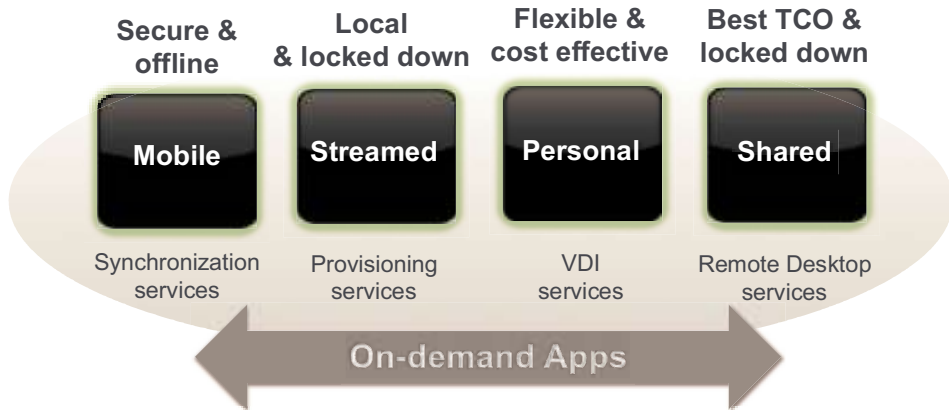 Secure &
offline
Local
& locked down
Flexible &
cost effective
Best TCO &
locked down
Mobile
Streamed
Personal
Shared
Synchronization
services
Provisioning
services
VDI
services
Remote Desktop
services
On-demand Apps